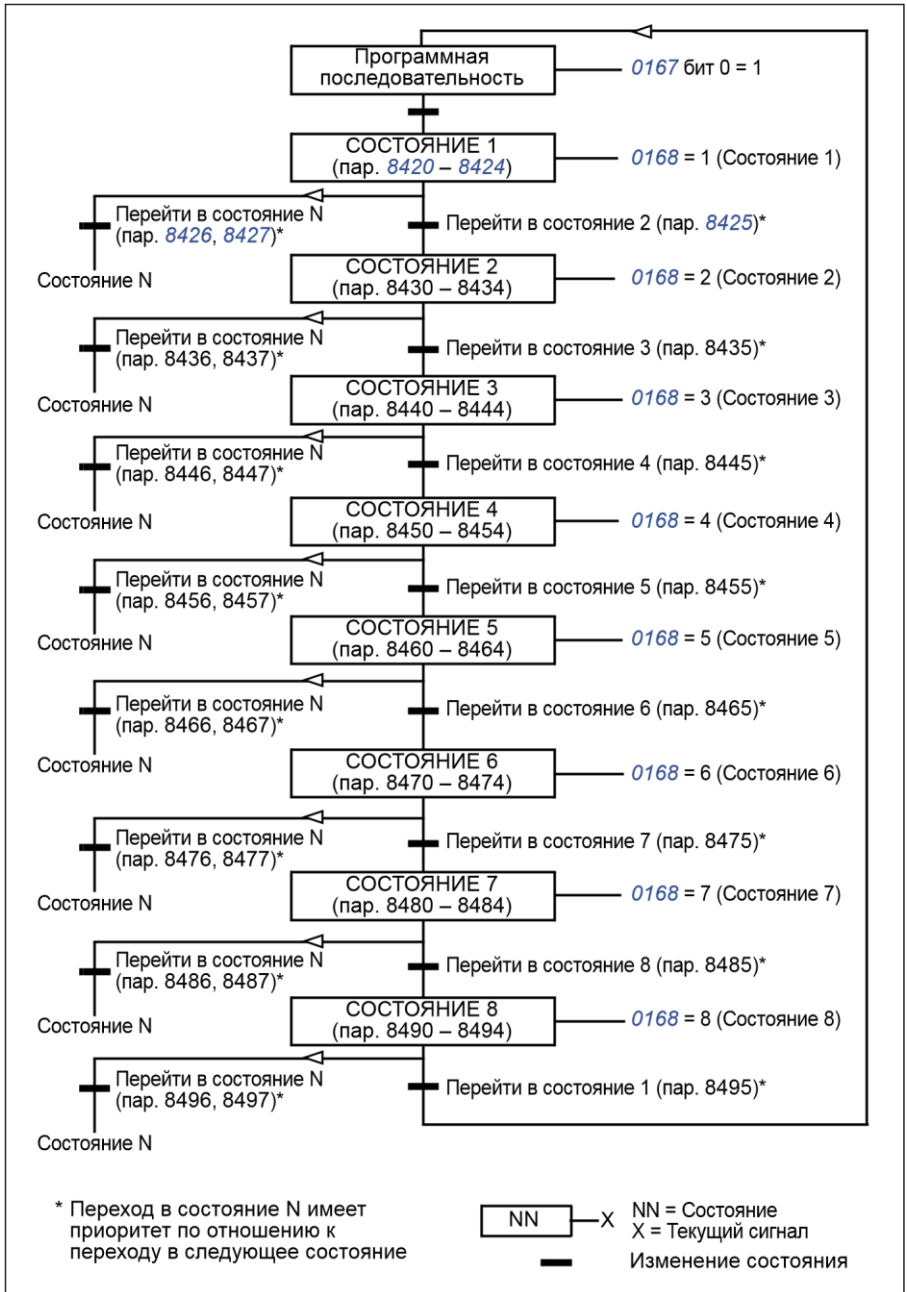 Программная
последовательность
0167 бит 0 = 1
СОСТОЯНИЕ 1
(пар. 8420 – 8424)
0168 = 1 (Состояние 1)
Перейти в состояние N
(пар. 8426, 8427)*
Перейти в состояние 2 (пар. 8425)*
Состояние N
СОСТОЯНИЕ 2
(пар. 8430 – 8434)
0168 = 2 (Состояние 2)
Перейти в состояние N
(пар. 8436, 8437)*
Перейти в состояние 3 (пар. 8435)*
Состояние N
СОСТОЯНИЕ 3
(пар. 8440 – 8444)
0168 = 3 (Состояние 3)
Перейти в состояние N
(пар. 8446, 8447)*
Перейти в состояние 4 (пар. 8445)*
Состояние N
СОСТОЯНИЕ 4
(пар. 8450 – 8454)
0168 = 4 (Состояние 4)
Перейти в состояние N
(пар. 8456, 8457)*
Перейти в состояние 5 (пар. 8455)*
Состояние N
СОСТОЯНИЕ 5
(пар. 8460 – 8464)
0168 = 5 (Состояние 5)
Перейти в состояние N
(пар. 8466, 8467)*
Перейти в состояние 6 (пар. 8465)*
Состояние N
СОСТОЯНИЕ 6
(пар. 8470 – 8474)
0168 = 6 (Состояние 6)
Перейти в состояние N
(пар. 8476, 8477)*
Перейти в состояние 7 (пар. 8475)*
Состояние N
СОСТОЯНИЕ 7
(пар. 8480 – 8484)
0168 = 7 (Состояние 7)
Перейти в состояние N
(пар. 8486, 8487)*
Перейти в состояние 8 (пар. 8485)*
Состояние N
СОСТОЯНИЕ 8
(пар. 8490 – 8494)
0168 = 8 (Состояние 8)
Перейти в состояние N
(пар. 8496, 8497)*
Перейти в состояние 1 (пар. 8495)*
Состояние N
* Переход в состояние N имеет
приоритет по отношению к
переходу в следующее состояние
NN
X
NN = Состояние
X = Текущий сигнал
Изменение состояния